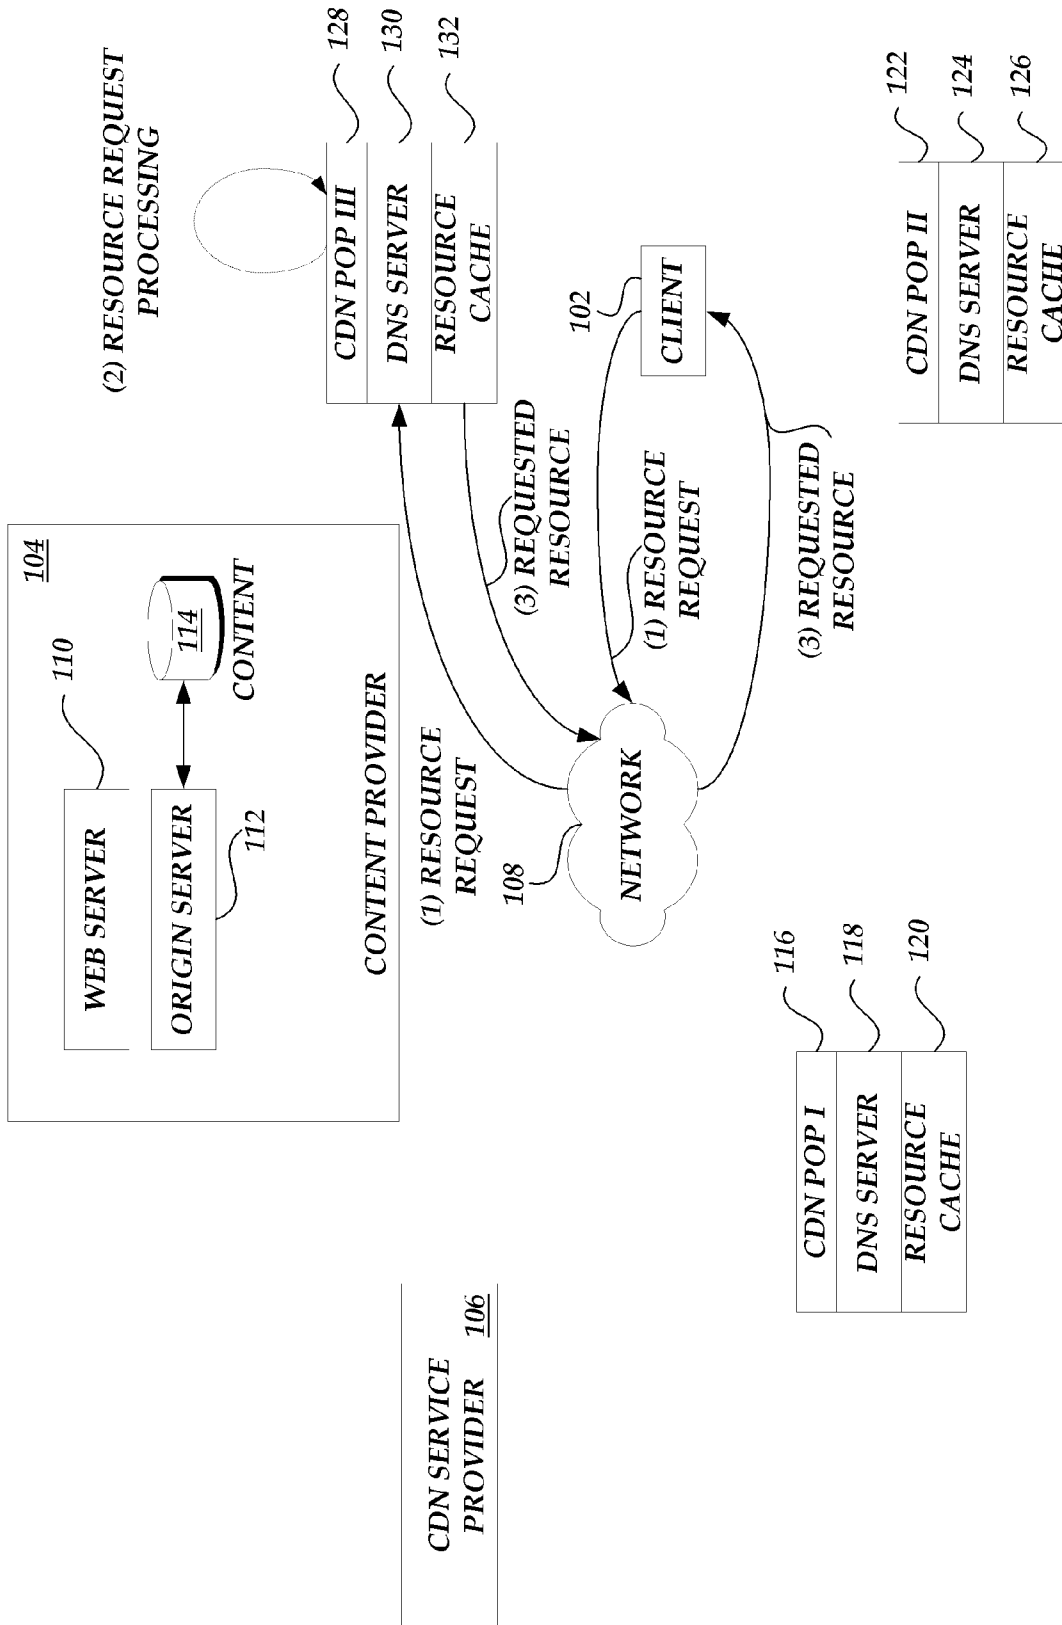 CDN SERVICE
PROVIDER
106
104
WEB SERVER
110
ORIGIN SERVER
112
114
CONTENT
CONTENT PROVIDER
(2) RESOURCE REQUEST
PROCESSING
CDN POP III
128
DNS SERVER
130
RESOURCE
CACHE
132
(1) RESOURCE
REQUEST
(3) REQUESTED
RESOURCE
108
NETWORK
102
CLIENT
(1) RESOURCE
REQUEST
(3) REQUESTED
RESOURCE
CDN POP I
116
DNS SERVER
118
RESOURCE
CACHE
120
CDN POP II
122
DNS SERVER
124
RESOURCE
CACHE
126